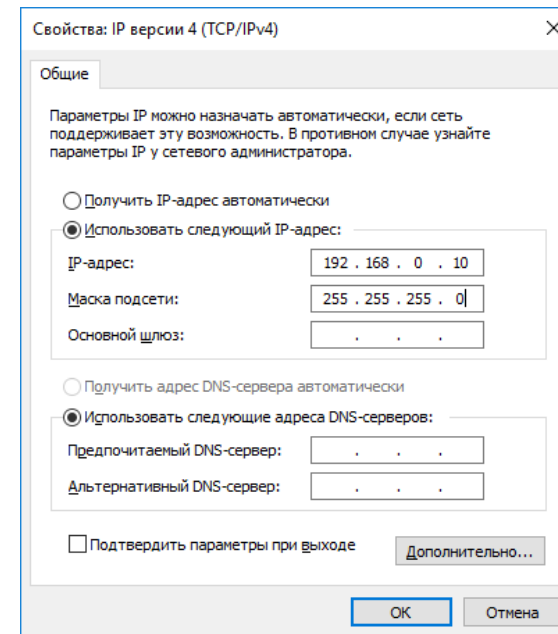 Свойства: IP версии 4 (TCP/IPv4)
Общие
Параметры IP можно назначать автоматически, если сеть
поддерживает эту возможность. В противном случае узнайте
параметры IP у сетевого администратора.
Получить IP-адрес автоматически
Использовать следующий IP-адрес:
IP-адрес: 192 . 168 . 0 . 10
Маска подсети: 255 . 255 . 255 . 0
Основной шлюз: . . .
Получить адрес DNS-сервера автоматически
Использовать следующие адреса DNS-серверов:
Предпочитаемый DNS-сервер: . . .
Альтернативный DNS-сервер: . . .
Подтвердить параметры при выходе
Дополнительно...
ОК Отмена